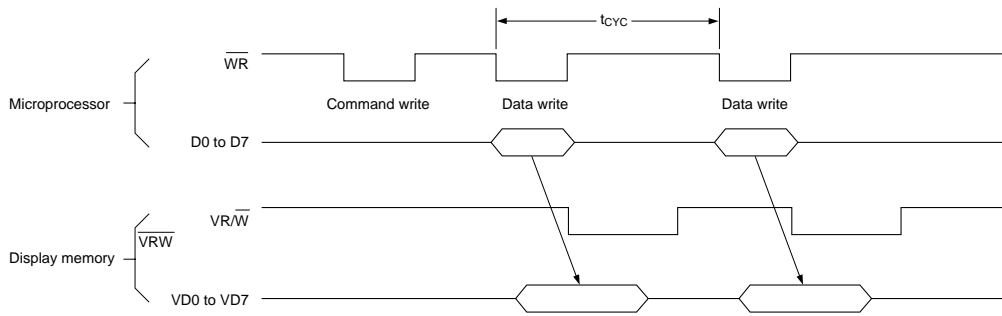 tCYC
WR
Command write
Data write
Data write
Microprocessor
D0 to D7
VR/W
VRW
Display memory
VD0 to VD7